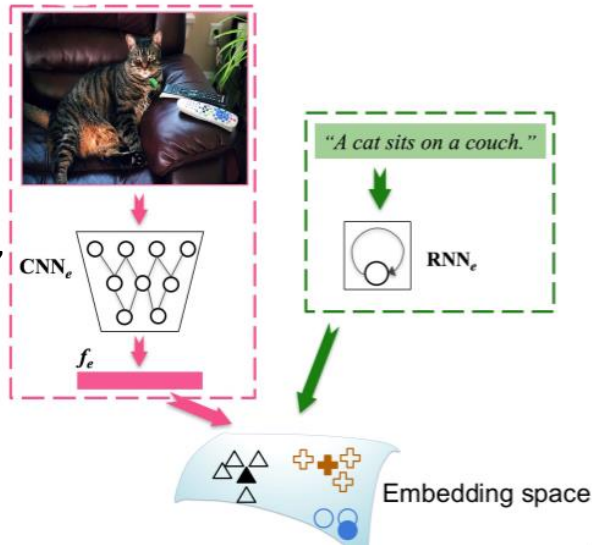 “A cat sits on a couch.”
CNNe
RNNe
fe
Embedding space